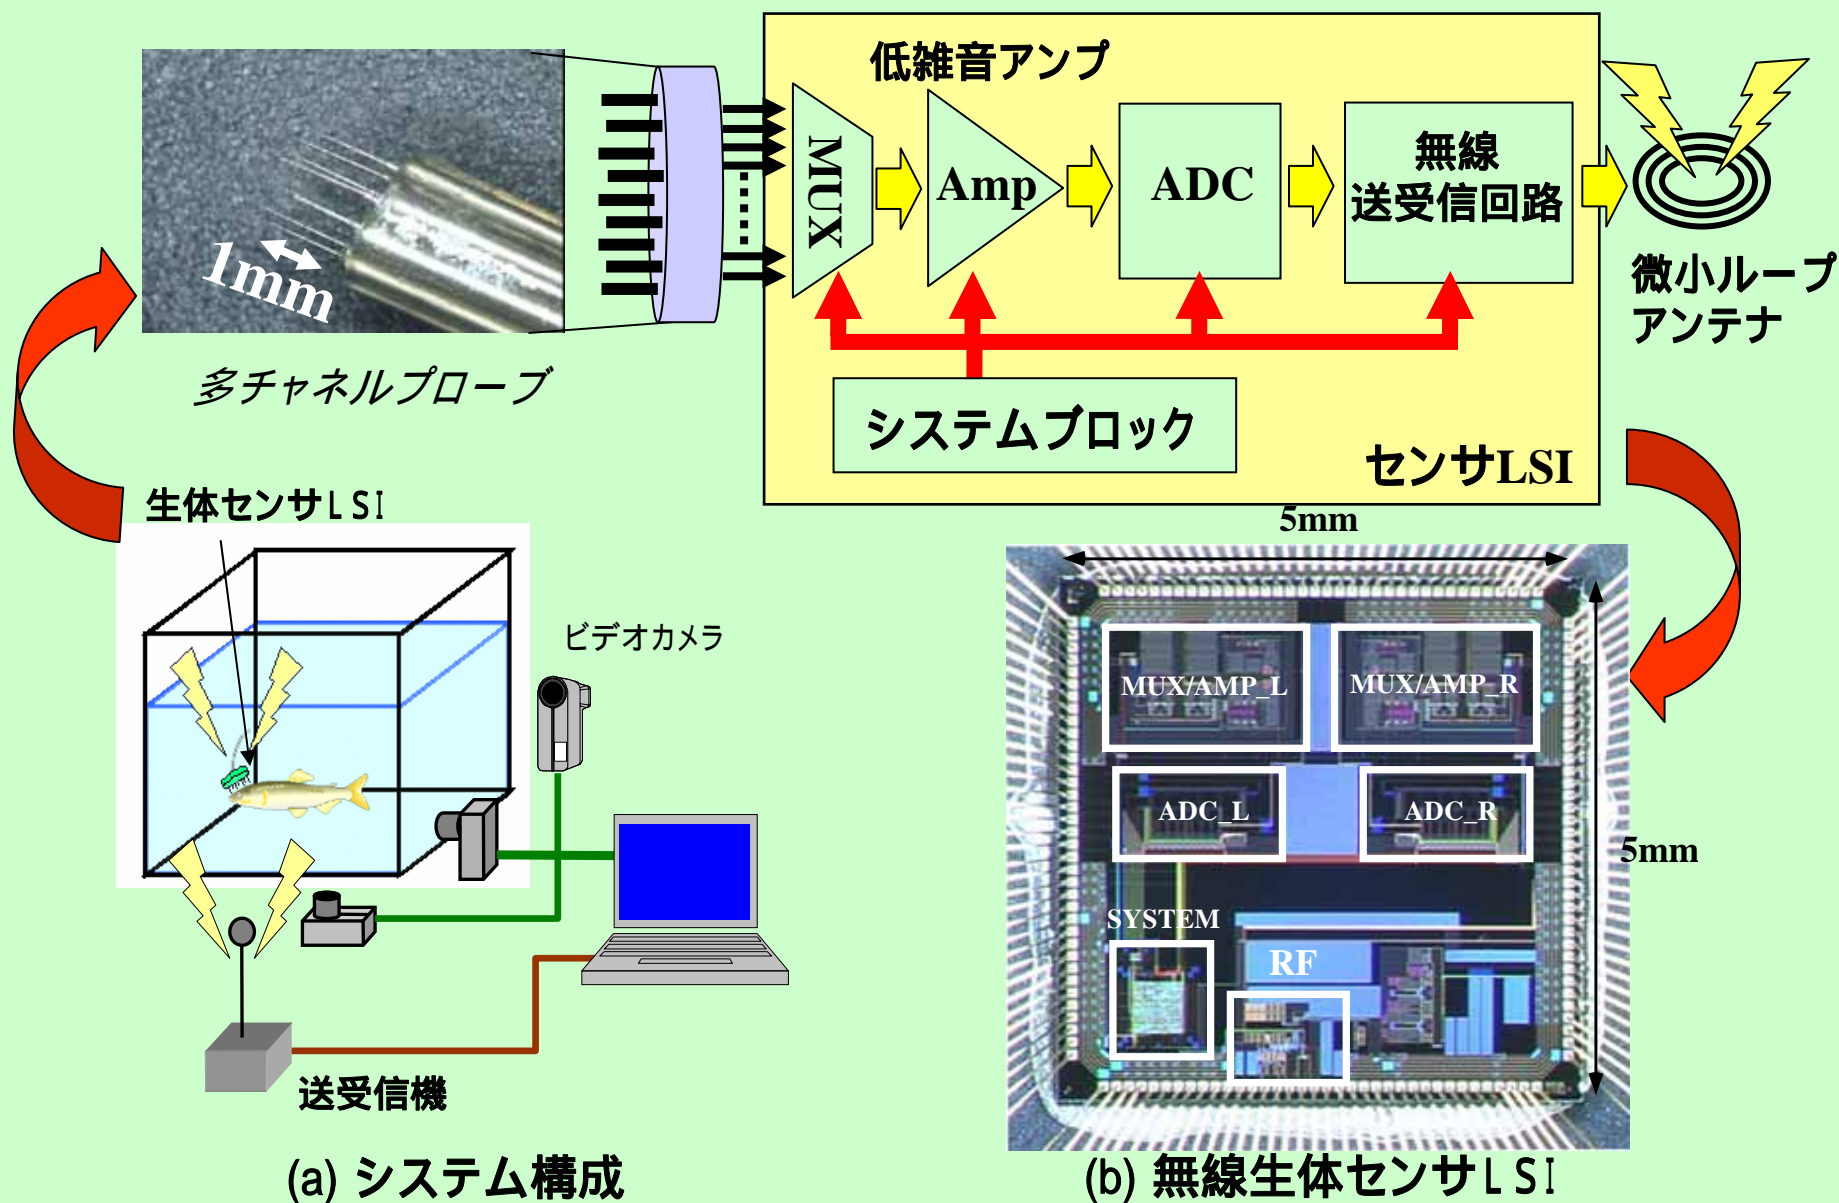 低雑音アンプ
MUX
Amp
ADC
無線
送受信回路
1mm
微小ループ
アンテナ
多チャネルプローブ
システムブロック
センサLSI
生体センサLSI
5mm
ビデオカメラ
MUX/AMP_L
MUX/AMP_R
ADC_L
ADC_R
5mm
SYSTEM
RF
送受信機
(a) システム構成
(b) 無線生体センサLSI